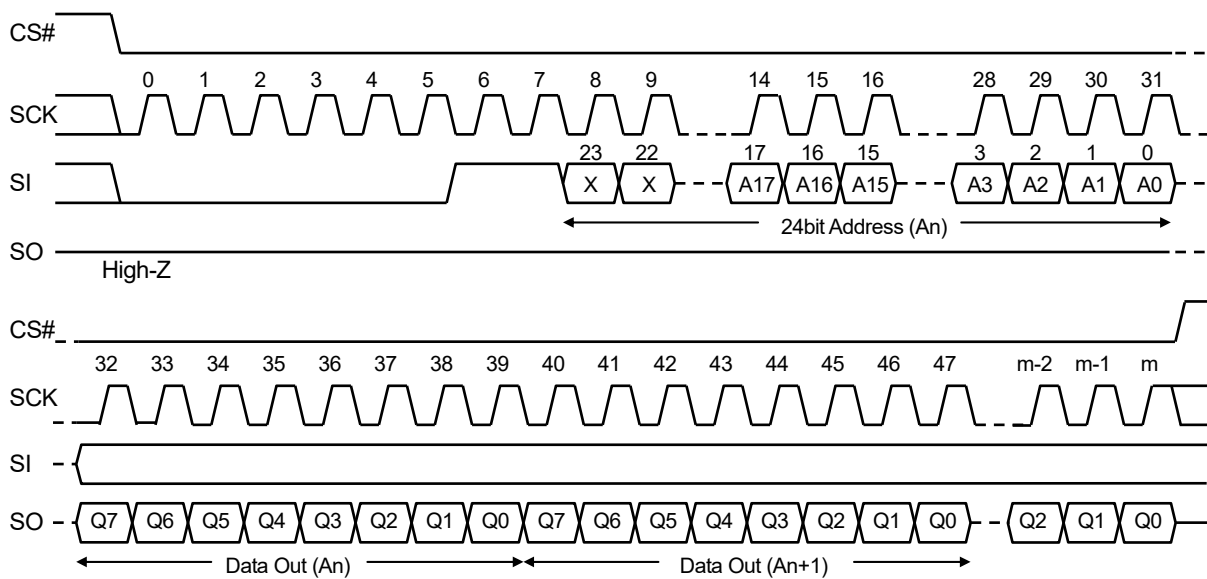 CS#
0 1 2 3 4 5 6 7 8 9 14 15 16 28 29 30 31
SCK
23 22 17 16 15 3 2 1 0
SI X X A17 A16 A15 A3 A2 A1 A0
24bit Address (An)
SO
High-Z
CS#
32 33 34 35 36 37 38 39 40 41 42 43 44 45 46 47 m-2 m-1 m
SCK
SI
SO Q7 Q6 Q5 Q4 Q3 Q2 Q1 Q0 Q7 Q6 Q5 Q4 Q3 Q2 Q1 Q0 Q2 Q1 Q0
Data Out (An) Data Out (An+1)